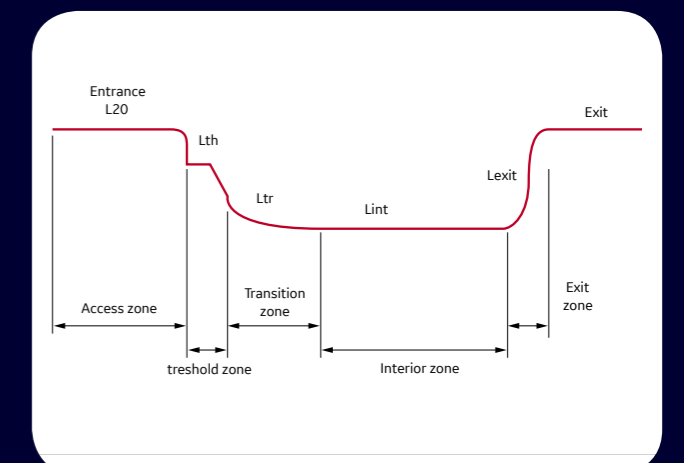 Entrance
L20
Exit
Lth
Lexit
Ltr
Lint
Access zone
Transition
zone
Exit
zone
treshold zone
Interior zone